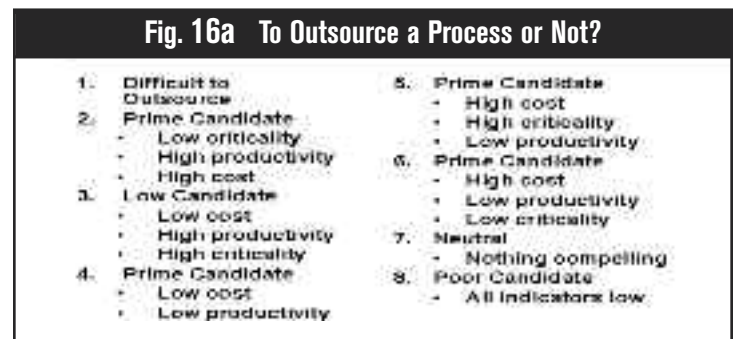 Fig. 16a To Outsource a Process or Not?
1. Difficult to
Outsource
2. Prime Candidate
• Low criticality
• High productivity
• High cost
3. Low Candidate
• Low cost
• High productivity
• High criticality
4. Prime Candidate
• Low cost
• Low productivity
5. Prime Candidate
• High cost
• High criticality
• Low productivity
6. Prime Candidate
• High cost
• Low productivity
• Low criticality
7. Neutral
• Nothing compelling
8. Poor Candidate
• All indicators low